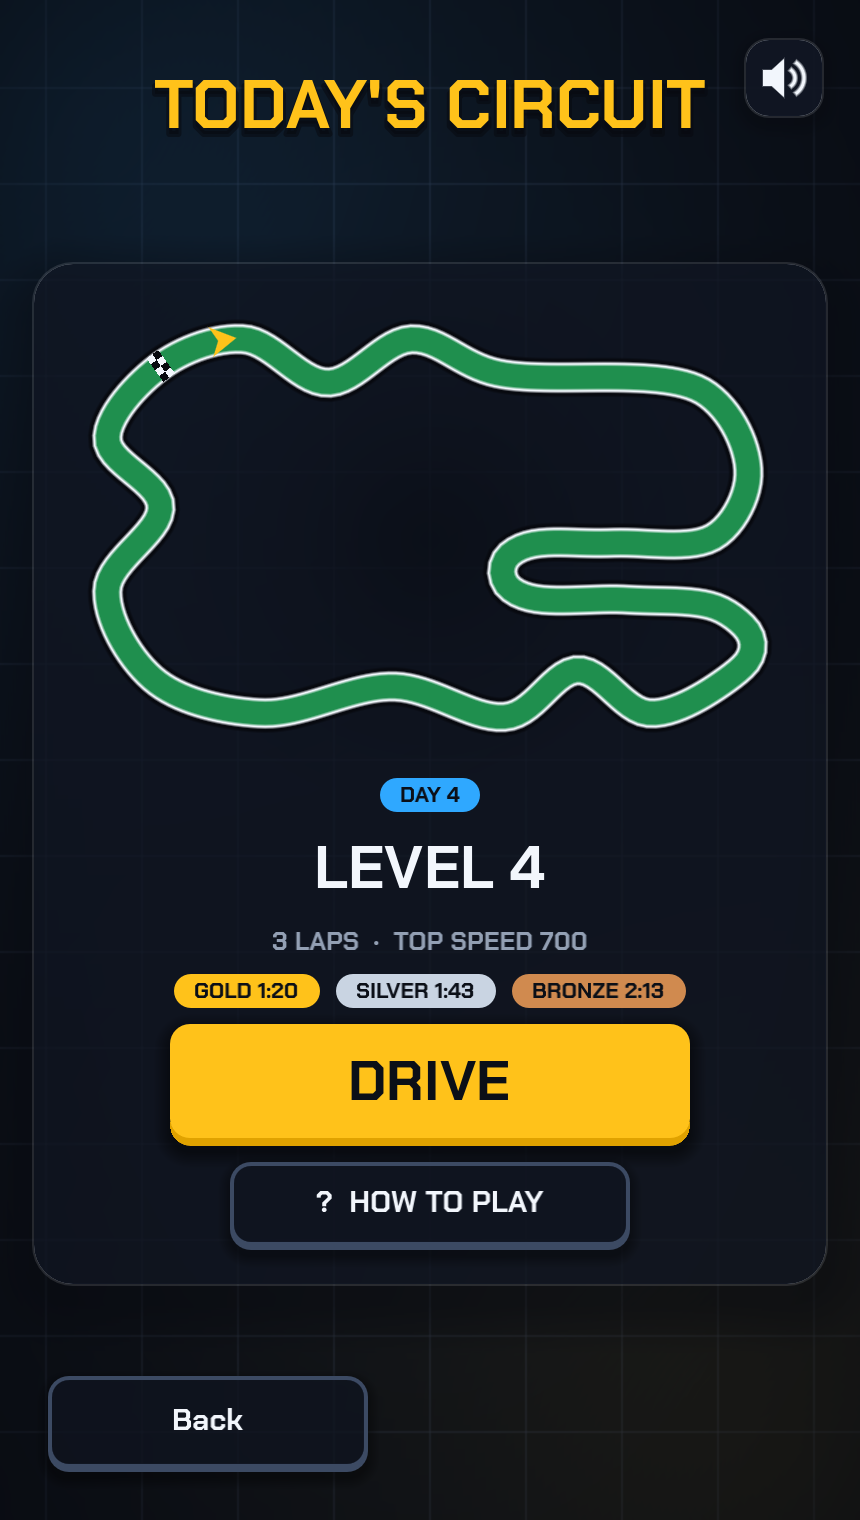 TODAY'S CIRCUIT
DAY 4
LEVEL 4
3 LAPS · TOP SPEED 700
GOLD 1:20 SILVER 1:43 BRONZE 2:13
DRIVE
? HOW TO PLAY
Back